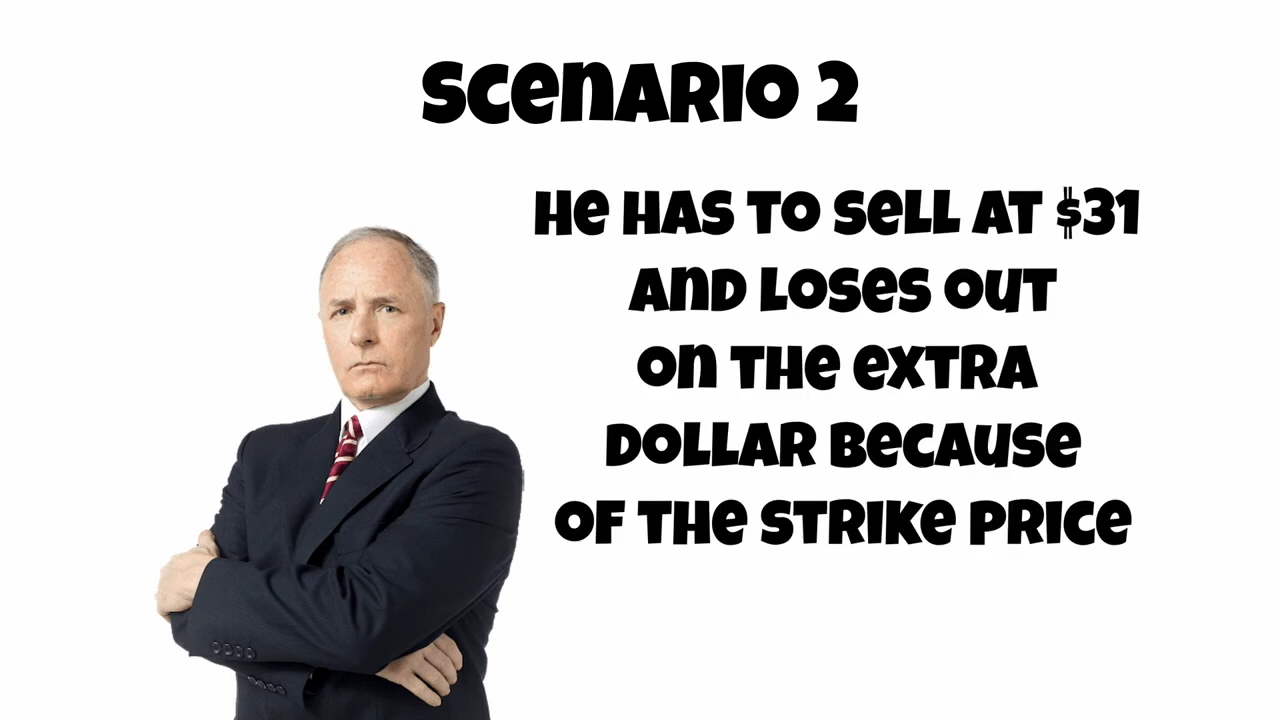 SCENARIO 2
HE HAS TO SELL AT $31
AND LOSES OUT
ON THE EXTRA
DOLLAR BECAUSE
OF THE STRIKE PRICE